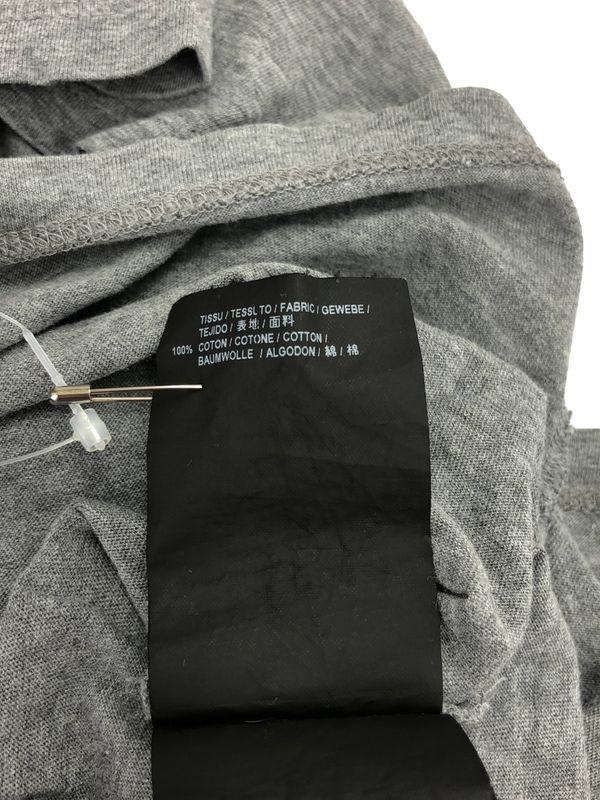 TISSU / TESSUTO / FABRIC / GEWEBE /
TEJIDO / 表地 / 面料
100% COTON / COTONE / COTTON /
BAUMWOLLE / ALGODON / 綿 / 棉